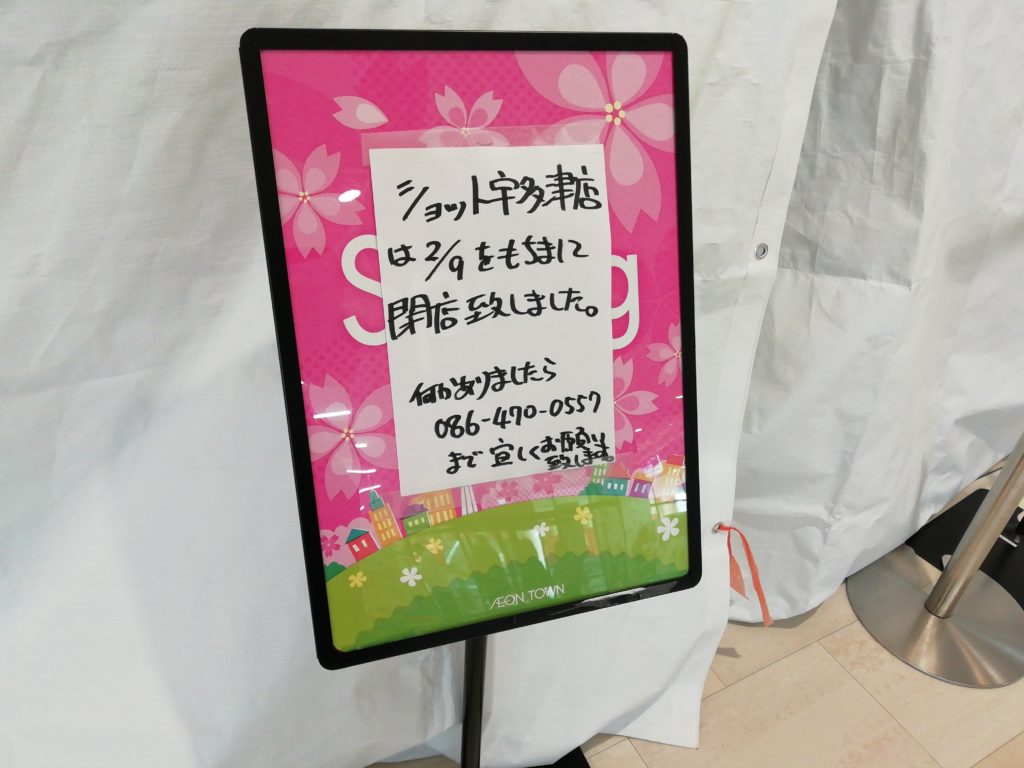 ショット宇多津店
は2/9をもちまして
閉店致しました。
何かありましたら
086-470-0557
まで宜しくお願い
致します。
S
g
ÆON TOWN